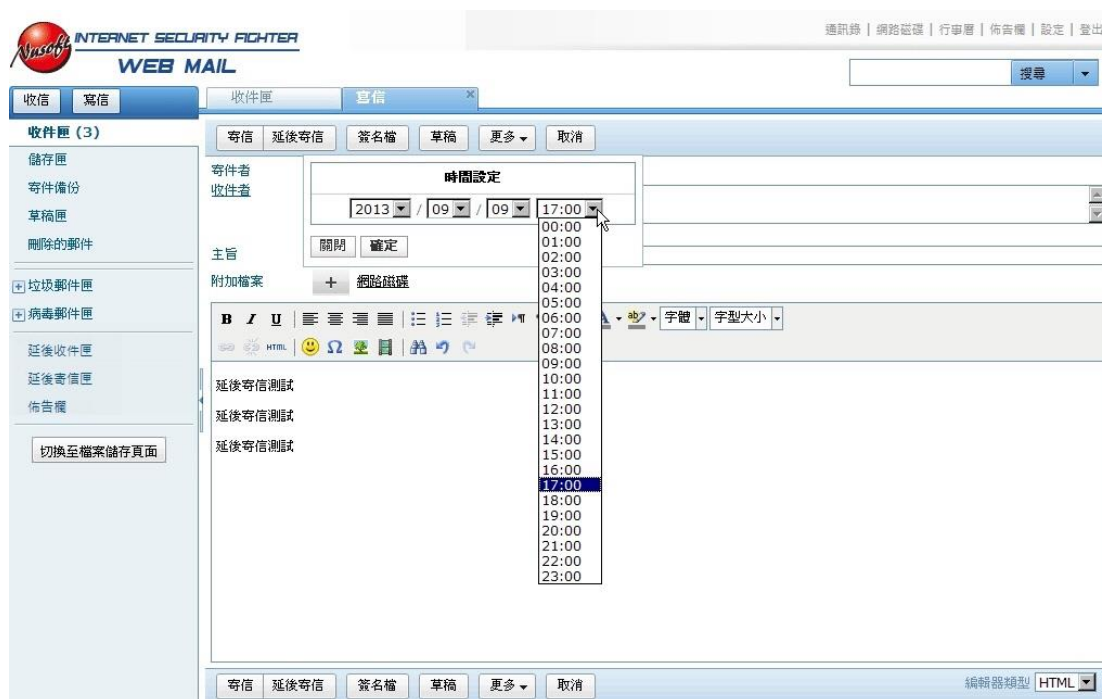 Nusoft INTERNET SECURITY FIGHTER
WEB MAIL
通訊錄 | 網路磁碟 | 行事曆 | 佈告欄 | 設定 | 登出
搜尋
收信 寫信
收件匣 寫信 ×
收件匣 (3)
儲存匣
寄件備份
草稿匣
刪除的郵件
垃圾郵件匣
病毒郵件匣
延後收件匣
延後寄信匣
佈告欄
切換至檔案儲存頁面
寄信 延後寄信 簽名檔 草稿 更多 取消
寄件者
收件者
時間設定
2013 / 09 / 09 17:00
關閉 確定
主旨
附加檔案 + 網路磁碟
00:00
01:00
02:00
03:00
04:00
05:00
06:00
07:00
08:00
09:00
10:00
11:00
12:00
13:00
14:00
15:00
16:00
17:00
18:00
19:00
20:00
21:00
22:00
23:00
B I U 字體 字型大小
HTML Ω
延後寄信測試
延後寄信測試
延後寄信測試
寄信 延後寄信 簽名檔 草稿 更多 取消
編輯器類型 HTML